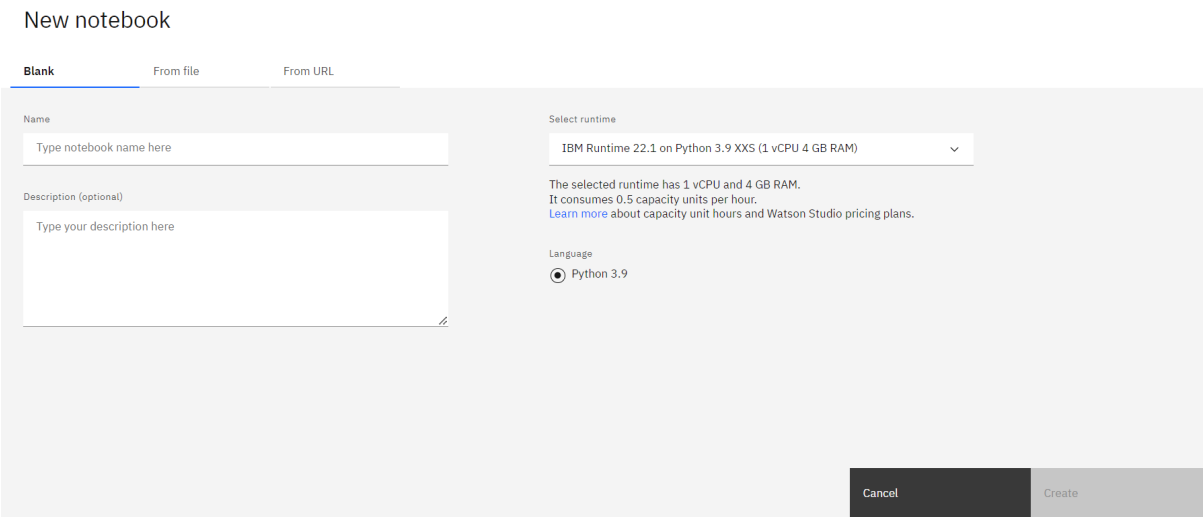 New notebook
Blank
From file
From URL
Name
Type notebook name here
Description (optional)
Type your description here
Select runtime
IBM Runtime 22.1 on Python 3.9 XXS (1 vCPU 4 GB RAM)
The selected runtime has 1 vCPU and 4 GB RAM.
It consumes 0.5 capacity units per hour.
Learn more about capacity unit hours and Watson Studio pricing plans.
Language
Python 3.9
Cancel
Create